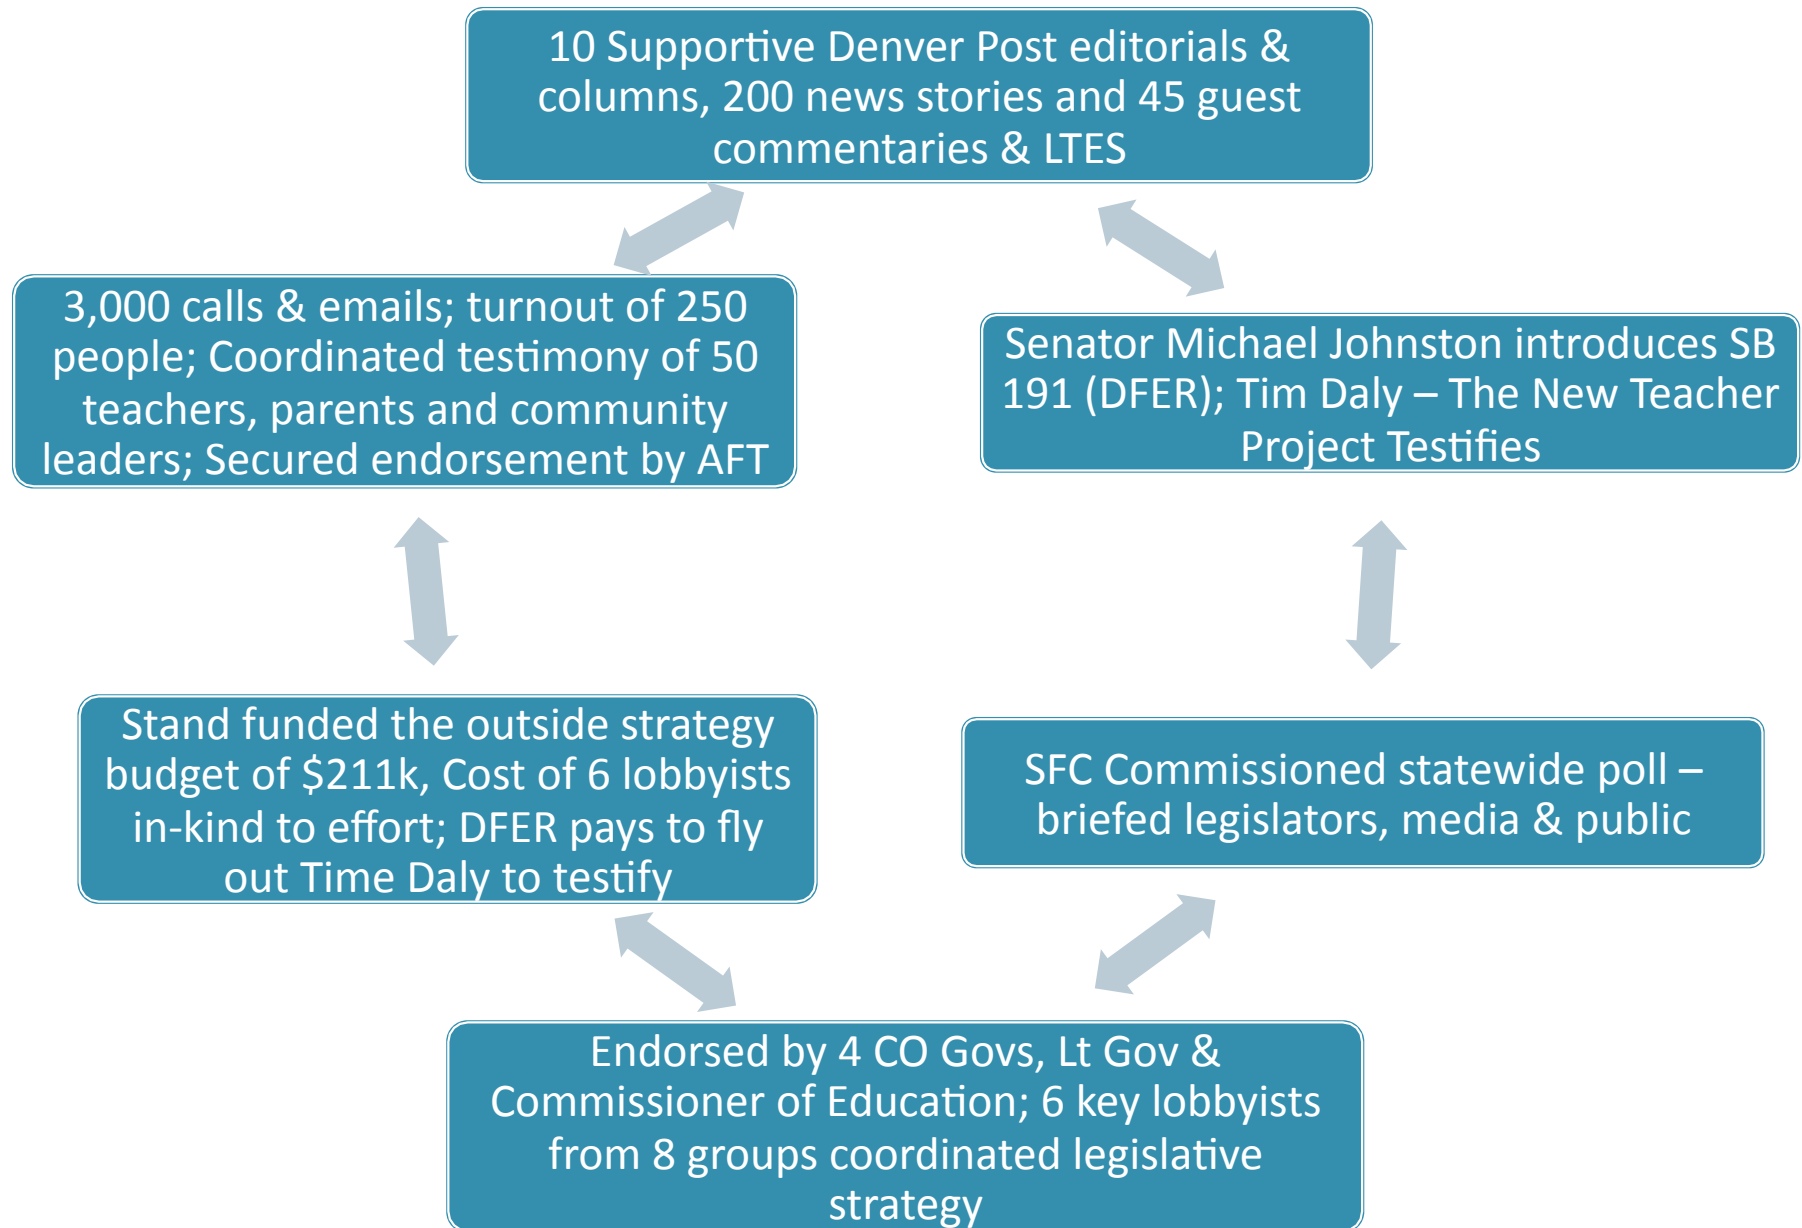 10 Supportive Denver Post editorials &
columns, 200 news stories and 45 guest
commentaries & LTES
3,000 calls & emails; turnout of 250
people; Coordinated testimony of 50
teachers, parents and community
leaders; Secured endorsement by AFT
Senator Michael Johnston introduces SB
191 (DFER); Tim Daly – The New Teacher
Project Testifies
Stand funded the outside strategy
budget of $211k, Cost of 6 lobbyists
in-kind to effort; DFER pays to fly
out Time Daly to testify
SFC Commissioned statewide poll –
briefed legislators, media & public
Endorsed by 4 CO Govs, Lt Gov &
Commissioner of Education; 6 key lobbyists
from 8 groups coordinated legislative
strategy